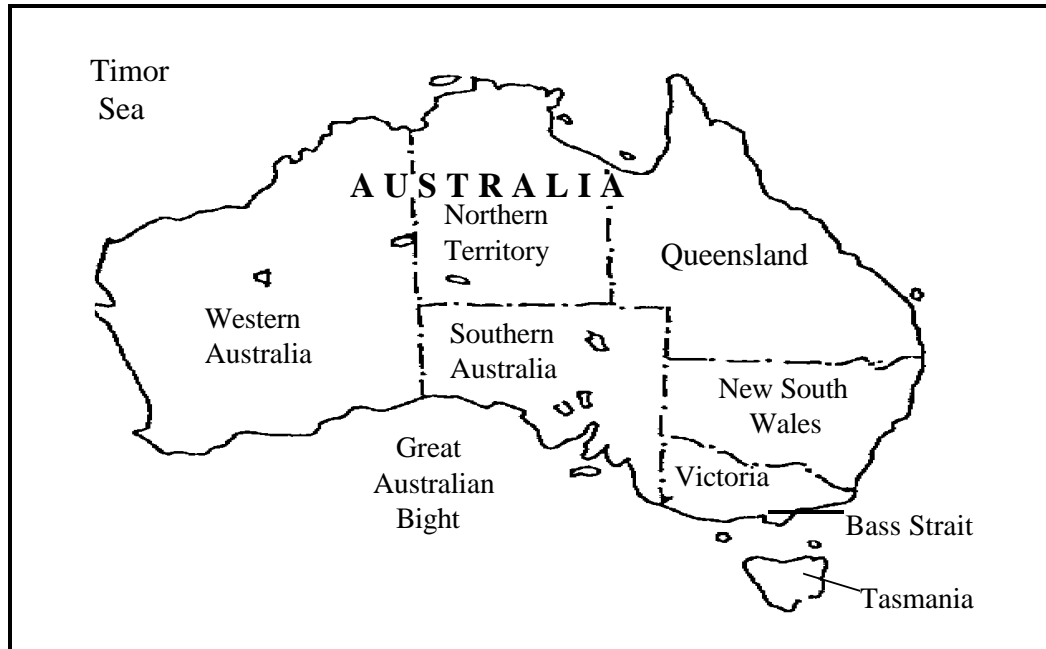 Timor
Sea
A U S T R A L I A
Northern
Territory
Queensland
Western
Australia
Southern
Australia
New South
Wales
Great
Australian
Bight
Victoria
Bass Strait
Tasmania